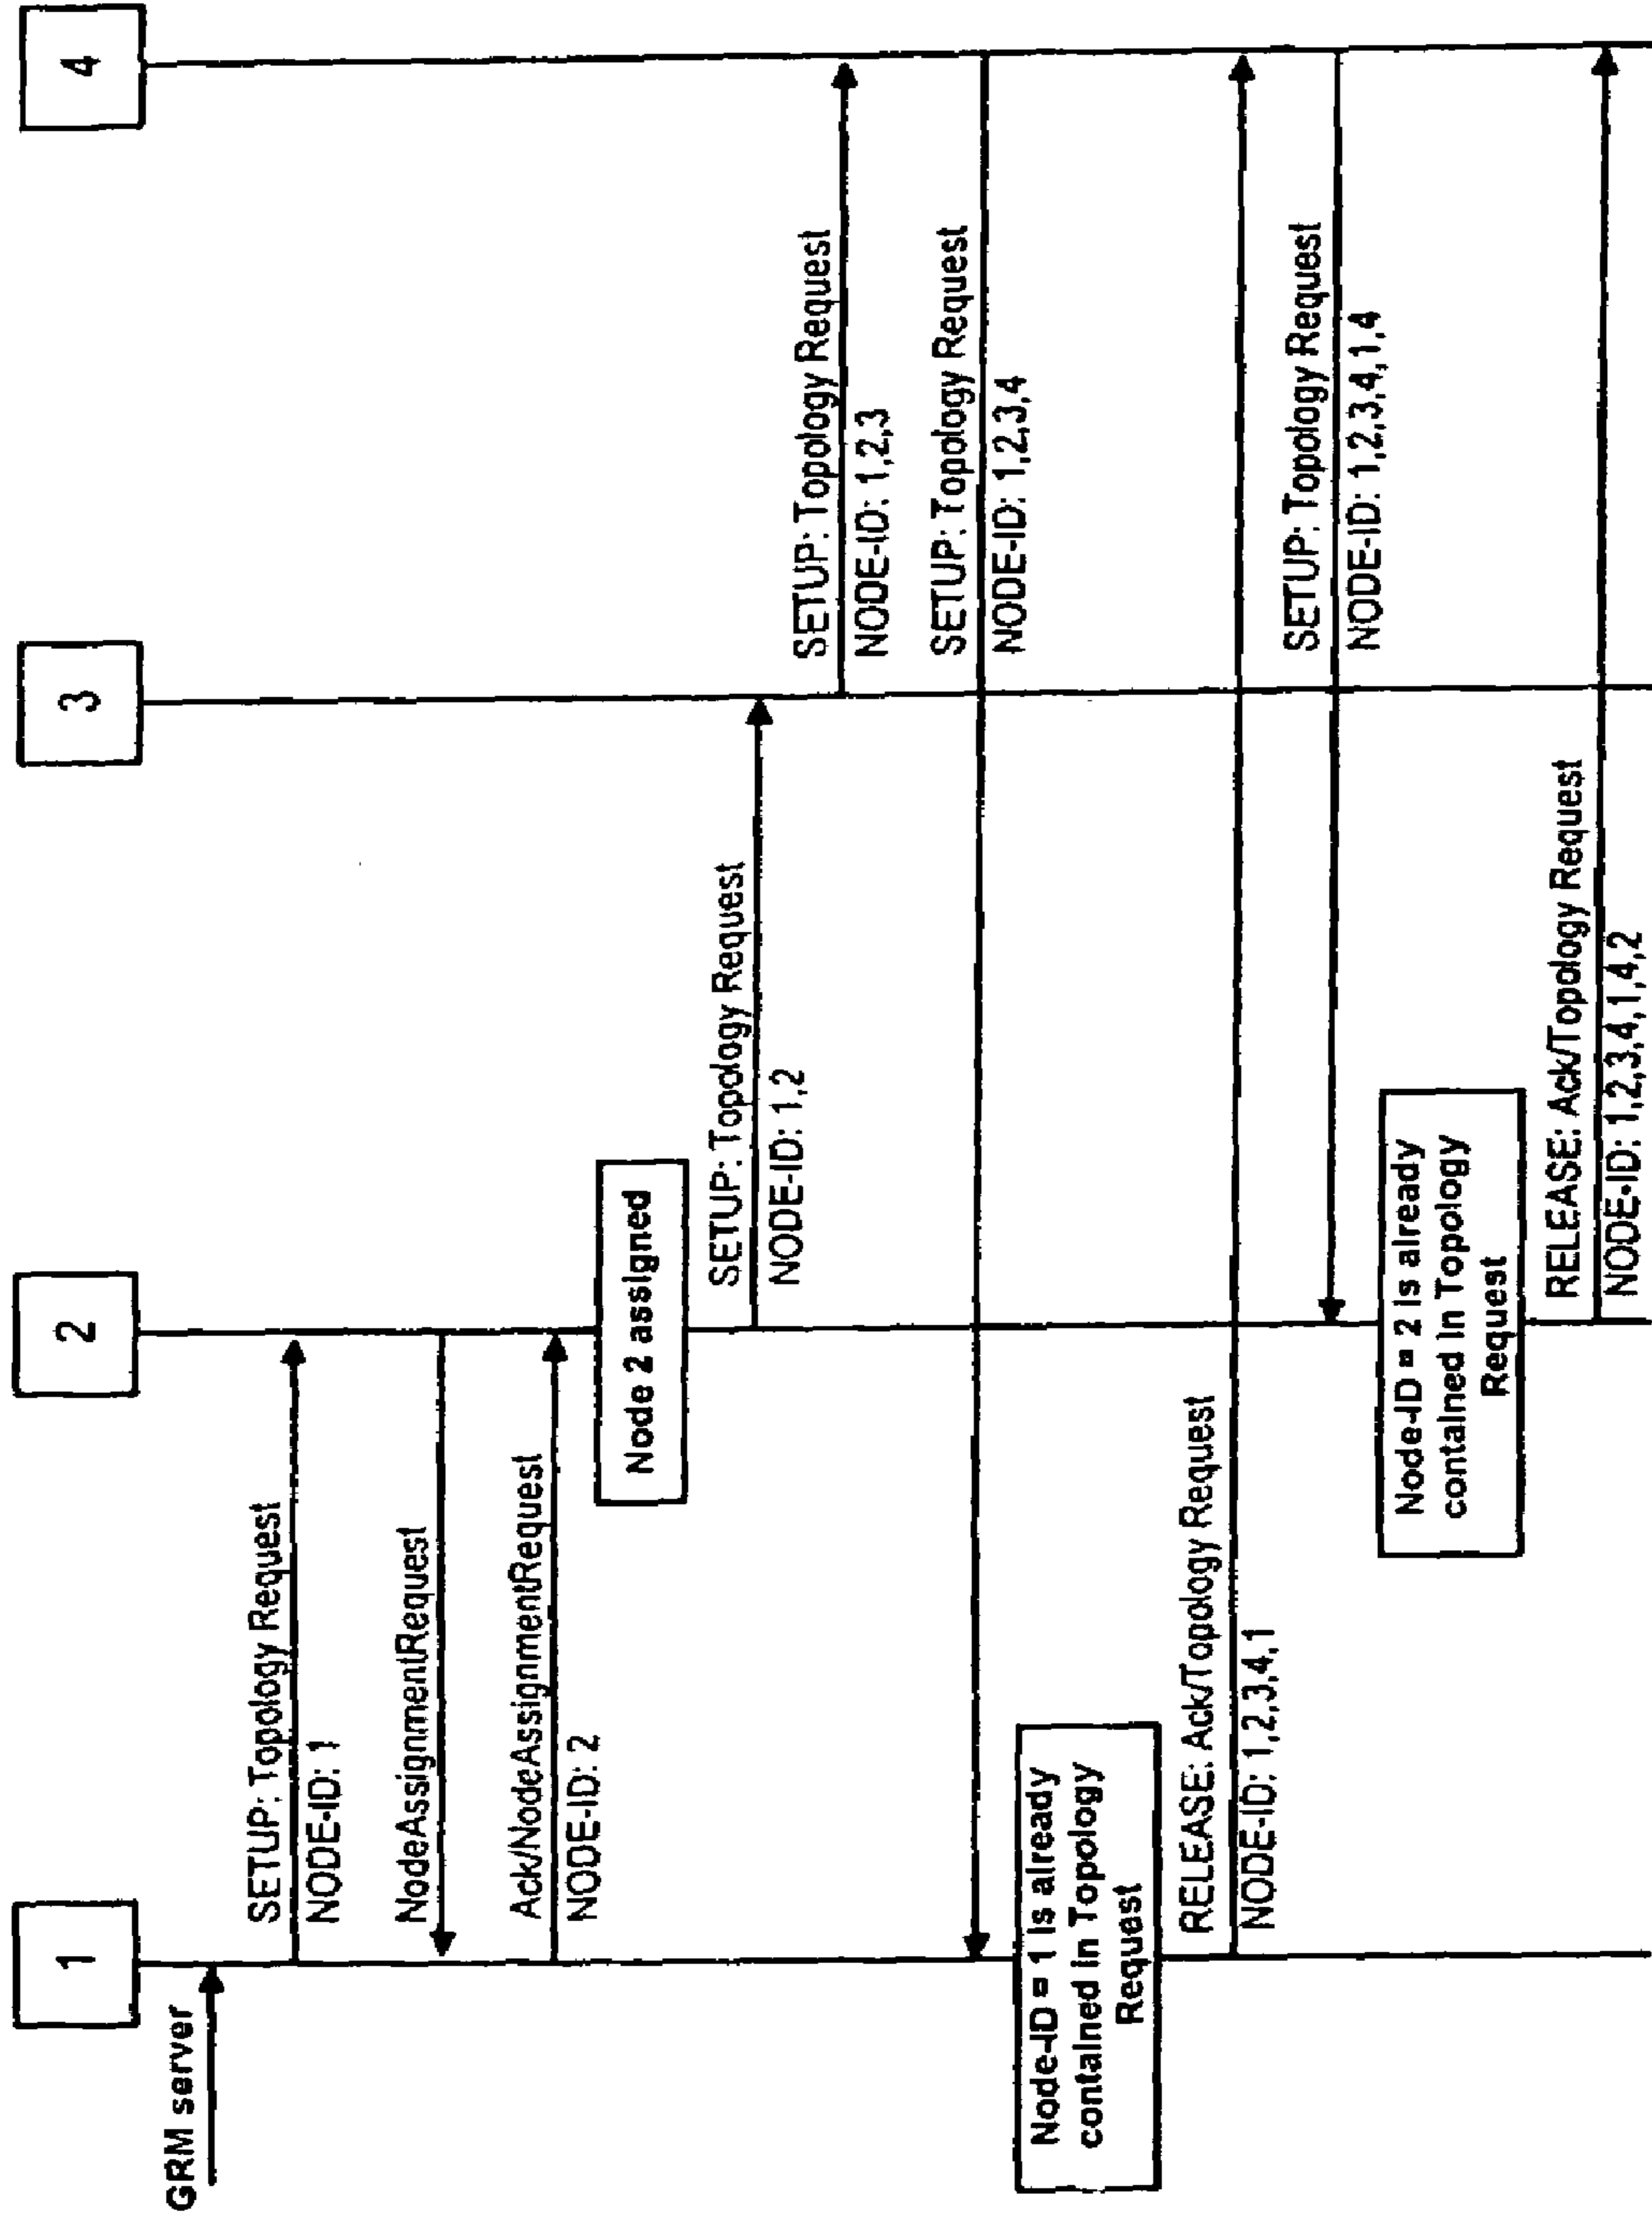 1
2
3
4
GRM server
SETUP: Topology Request
NODE-ID: 1
NodeAssignmentRequest
Ack/NodeAssignmentRequest
NODE-ID: 2
Node 2 assigned
SETUP: Topology Request
NODE-ID: 1,2
SETUP: Topology Request
NODE-ID: 1,2,3
SETUP: Topology Request
NODE-ID: 1,2,3,4
Node-ID = 1 is already
contained in Topology
Request
RELEASE: Ack/Topology Request
NODE-ID: 1,2,3,4,1
SETUP: Topology Request
NODE-ID: 1,2,3,4,1,4
Node-ID = 2 is already
contained in Topology
Request
RELEASE: Ack/Topology Request
NODE-ID: 1,2,3,4,1,4,2